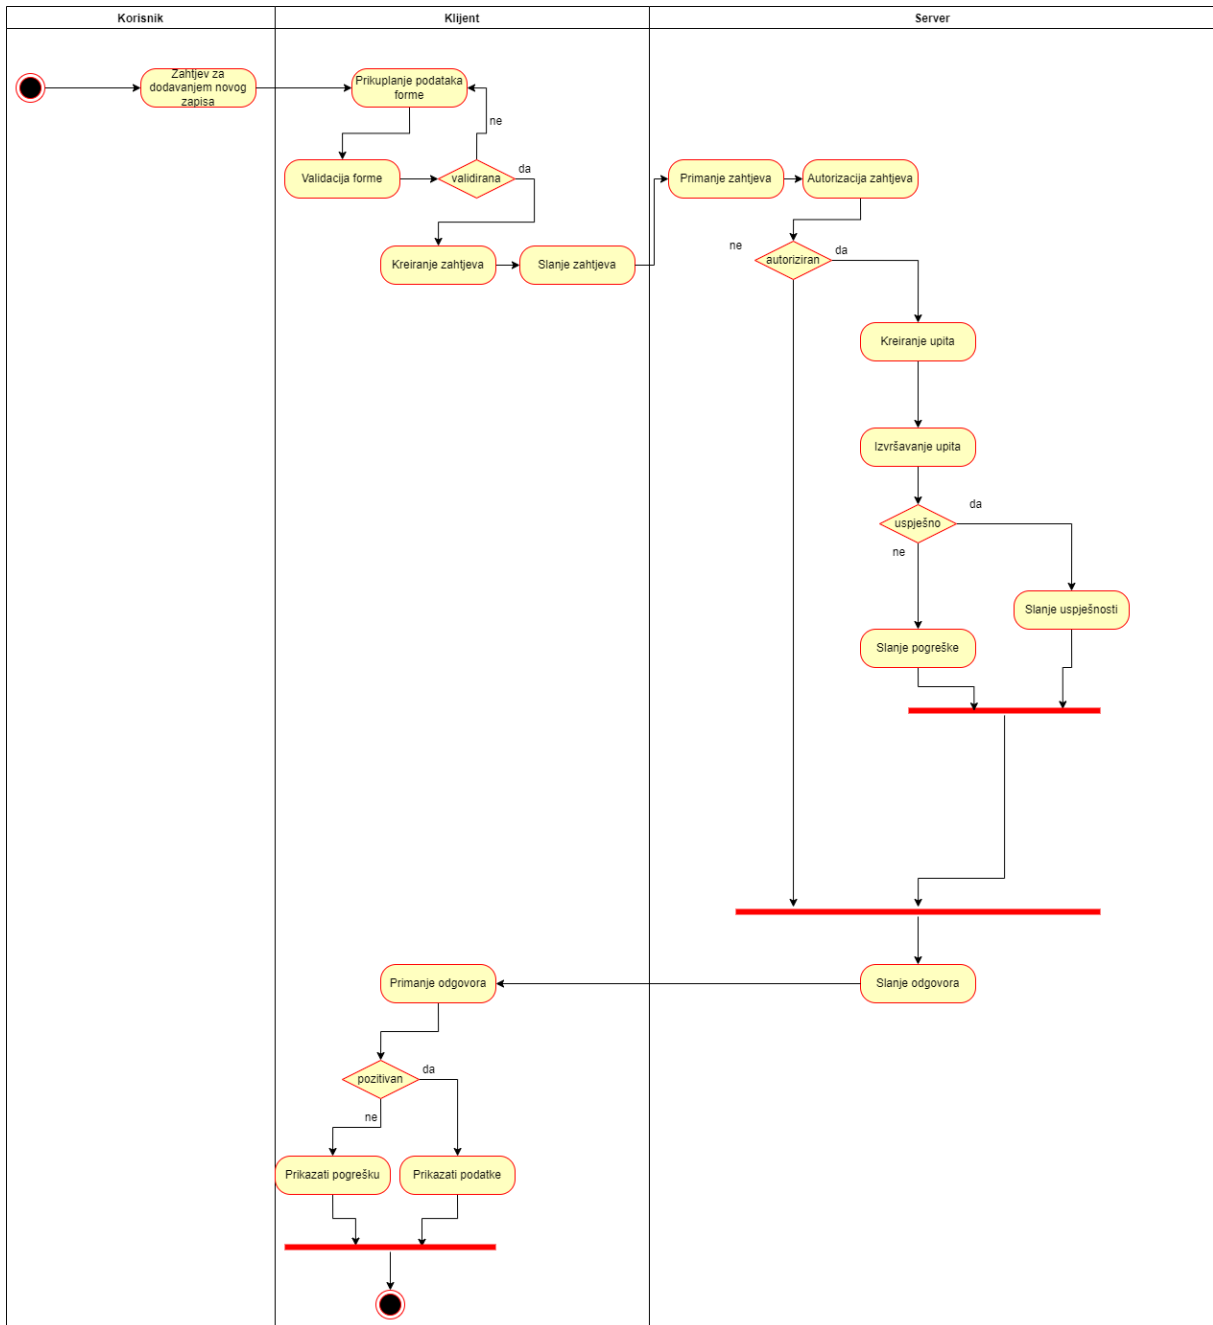 Korisnik
Klijent
Server
Zahtjev za
dodavanjem novog
zapisa
Prikuplanje podataka
forme
ne
Validacija forme
validirana
da
Primanje zahtjeva
Autorizacija zahtjeva
Kreiranje zahtjeva
Slanje zahtjeva
ne
autoriziran
da
Kreiranje upita
Izvršavanje upita
uspješno
da
ne
Slanje uspješnosti
Slanje pogreške
Primanje odgovora
Slanje odgovora
pozitivan
da
ne
Prikazati pogrešku
Prikazati podatke